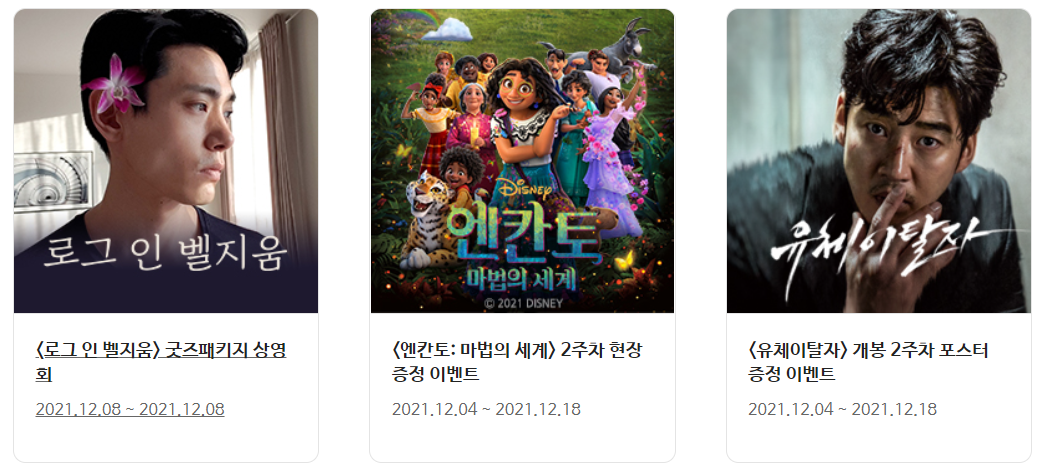 로그 인 벨지움
<로그 인 벨지움> 굿즈패키지 상영
회
2021.12.08 ~ 2021.12.08
DISNEY
엔칸토
마법의 세계
© 2021 DISNEY
<엔칸토: 마법의 세계> 2주차 현장
증정 이벤트
2021.12.04 ~ 2021.12.18
유체이탈자
<유체이탈자> 개봉 2주차 포스터
증정 이벤트
2021.12.04 ~ 2021.12.18